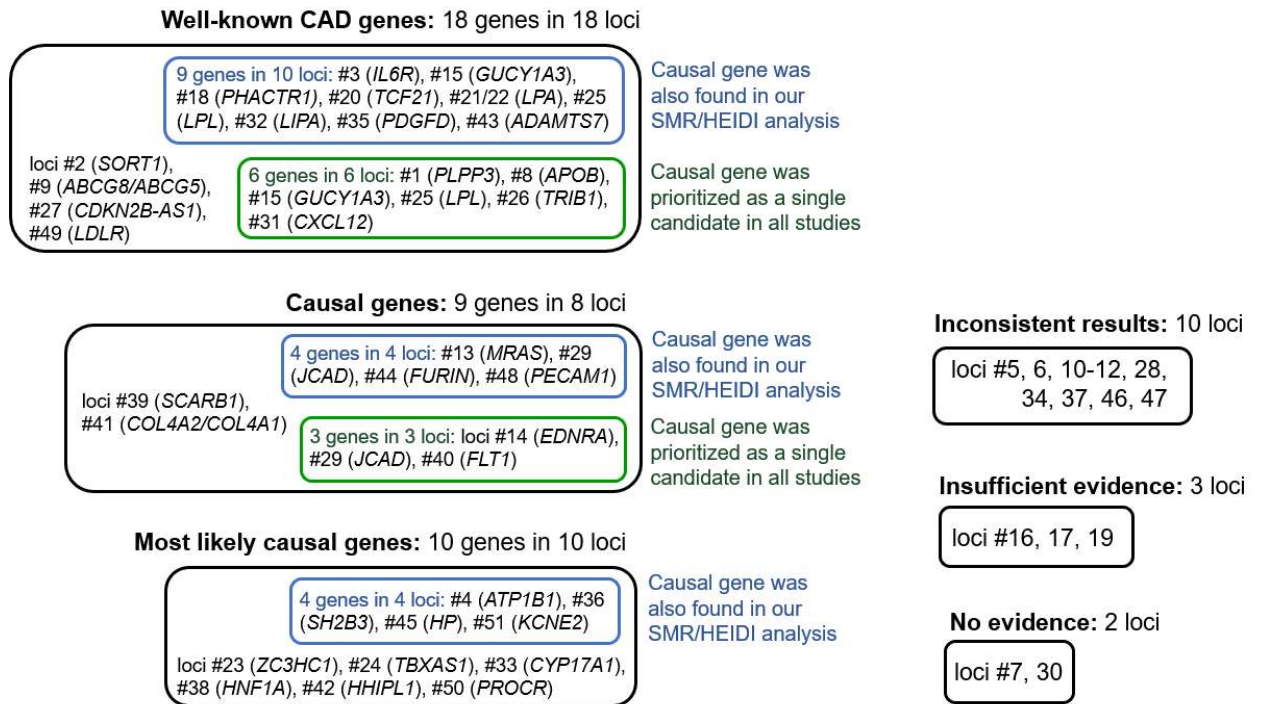 Well-known CAD genes: 18 genes in 18 loci
9 genes in 10 loci: #3 (IL6R), #15 (GUCY1A3),
#18 (PHACTR1), #20 (TCF21), #21/22 (LPA), #25
(LPL), #32 (LIPA), #35 (PDGFD), #43 (ADAMTS7)
Causal gene was
also found in our
SMR/HEIDI analysis
loci #2 (SORT1),
#9 (ABCG8/ABCG5),
#27 (CDKN2B-AS1),
#49 (LDLR)
6 genes in 6 loci: #1 (PLPP3), #8 (APOB),
#15 (GUCY1A3), #25 (LPL), #26 (TRIB1),
#31 (CXCL12)
Causal gene was
prioritized as a single
candidate in all studies
Causal genes: 9 genes in 8 loci
4 genes in 4 loci: #13 (MRAS), #29
(JCAD), #44 (FURIN), #48 (PECAM1)
Causal gene was
also found in our
SMR/HEIDI analysis
loci #39 (SCARB1),
#41 (COL4A2/COL4A1)
3 genes in 3 loci: loci #14 (EDNRA),
#29 (JCAD), #40 (FLT1)
Causal gene was
prioritized as a single
candidate in all studies
Most likely causal genes: 10 genes in 10 loci
4 genes in 4 loci: #4 (ATP1B1), #36
(SH2B3), #45 (HP), #51 (KCNE2)
Causal gene was
also found in our
SMR/HEIDI analysis
loci #23 (ZC3HC1), #24 (TBXAS1), #33 (CYP17A1),
#38 (HNF1A), #42 (HHIPL1), #50 (PROCR)
Inconsistent results: 10 loci
loci #5, 6, 10-12, 28,
34, 37, 46, 47
Insufficient evidence: 3 loci
loci #16, 17, 19
No evidence: 2 loci
loci #7, 30